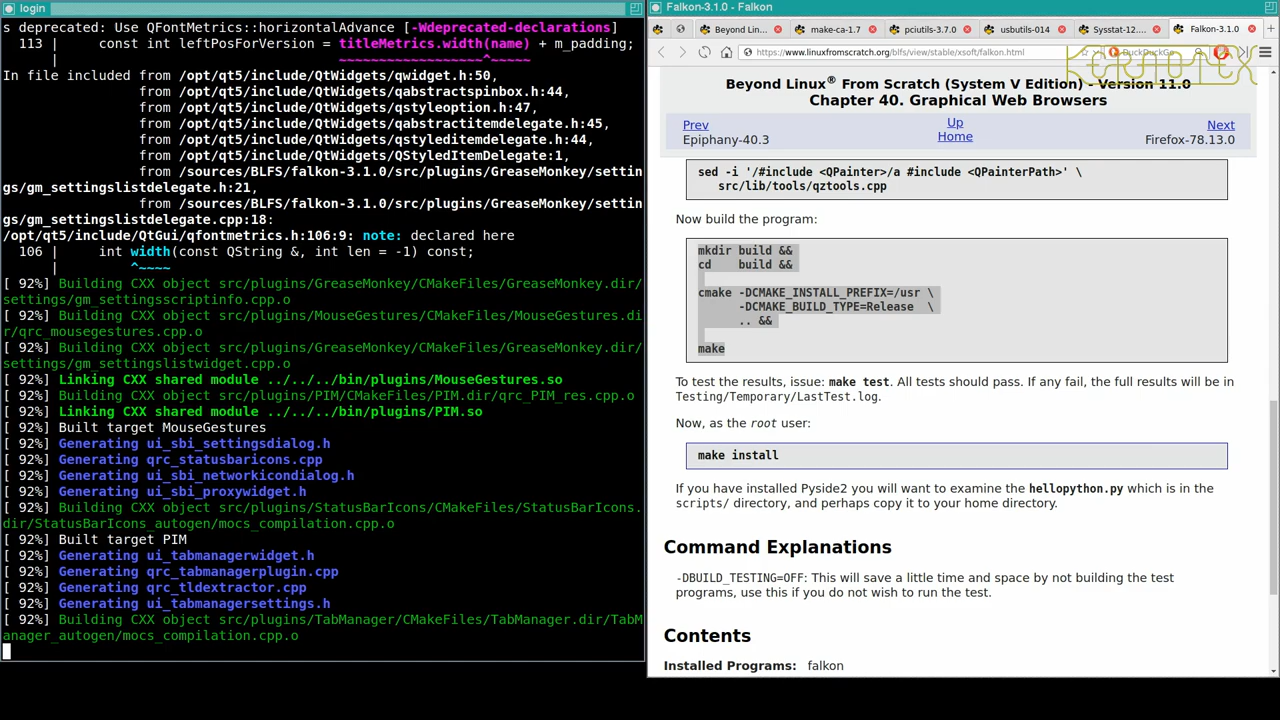 login
s deprecated: Use QFontMetrics::horizontalAdvance [-Wdeprecated-declarations]
  113 |     const int leftPosForVersion = titleMetrics.width(name) + m_padding;
      |                                   ~~~~~~~~~~~~~~~~~~^~~~~~
In file included from /opt/qt5/include/QtWidgets/qwidget.h:50,
                 from /opt/qt5/include/QtWidgets/qabstractspinbox.h:44,
                 from /opt/qt5/include/QtWidgets/qstyleoption.h:47,
                 from /opt/qt5/include/QtWidgets/qabstractitemdelegate.h:45,
                 from /opt/qt5/include/QtWidgets/qstyleditemdelegate.h:44,
                 from /opt/qt5/include/QtWidgets/QStyledItemDelegate:1,
                 from /sources/BLFS/falkon-3.1.0/src/plugins/GreaseMonkey/settin
gs/gm_settingslistdelegate.h:21,
                 from /sources/BLFS/falkon-3.1.0/src/plugins/GreaseMonkey/settin
gs/gm_settingslistdelegate.cpp:18:
/opt/qt5/include/QtGui/qfontmetrics.h:106:9: note: declared here
  106 |     int width(const QString &, int len = -1) const;
      |         ^~~~~
[ 92%] Building CXX object src/plugins/GreaseMonkey/CMakeFiles/GreaseMonkey.dir/
settings/gm_settingsscriptinfo.cpp.o
[ 92%] Building CXX object src/plugins/MouseGestures/CMakeFiles/MouseGestures.di
r/qrc_mousegestures.cpp.o
[ 92%] Building CXX object src/plugins/GreaseMonkey/CMakeFiles/GreaseMonkey.dir/
settings/gm_settingslistwidget.cpp.o
[ 92%] Linking CXX shared module ../../../bin/plugins/MouseGestures.so
[ 92%] Building CXX object src/plugins/PIM/CMakeFiles/PIM.dir/qrc_PIM_res.cpp.o
[ 92%] Linking CXX shared module ../../../bin/plugins/PIM.so
[ 92%] Built target MouseGestures
[ 92%] Generating ui_sbi_settingsdialog.h
[ 92%] Generating qrc_statusbaricons.cpp
[ 92%] Generating ui_sbi_networkicondialog.h
[ 92%] Generating ui_sbi_proxywidget.h
[ 92%] Building CXX object src/plugins/StatusBarIcons/CMakeFiles/StatusBarIcons.
dir/StatusBarIcons_autogen/mocs_compilation.cpp.o
[ 92%] Built target PIM
[ 92%] Generating ui_tabmanagerwidget.h
[ 92%] Generating qrc_tabmanagerplugin.cpp
[ 92%] Generating qrc_tldextractor.cpp
[ 92%] Generating ui_tabmanagersettings.h
[ 92%] Building CXX object src/plugins/TabManager/CMakeFiles/TabManager.dir/TabM
anager_autogen/mocs_compilation.cpp.o
Falkon-3.1.0 - Falkon
Beyond Lin... make-ca-1.7 pciutils-3.7.0 usbutils-014 Sysstat-12.... Falkon-3.1.0
https://www.linuxfromscratch.org/blfs/view/stable/xsoft/falkon.html DuckDuckGo
Beyond Linux® From Scratch (System V Edition) - Version 11.0
Chapter 40. Graphical Web Browsers
Prev Up Next
Epiphany-40.3 Home Firefox-78.13.0
sed -i '/#include <QPainter>/a #include <QPainterPath>' \
   src/lib/tools/qztools.cpp
Now build the program:
mkdir build &&
cd    build &&
cmake -DCMAKE_INSTALL_PREFIX=/usr \
      -DCMAKE_BUILD_TYPE=Release  \
      .. &&
make
To test the results, issue: make test. All tests should pass. If any fail, the full results will be in
Testing/Temporary/LastTest.log.
Now, as the root user:
make install
If you have installed Pyside2 you will want to examine the hellopython.py which is in the
scripts/ directory, and perhaps copy it to your home directory.
Command Explanations
-DBUILD_TESTING=OFF: This will save a little time and space by not building the test
programs, use this if you do not wish to run the test.
Contents
Installed Programs: falkon